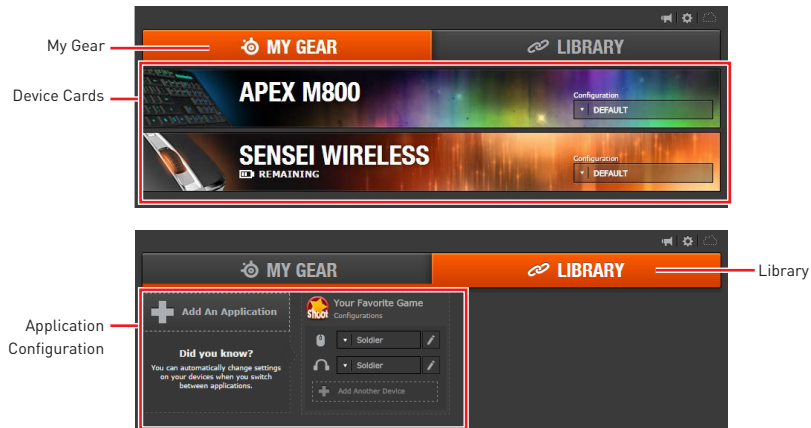 My Gear
MY GEAR
LIBRARY
Device Cards
APEX M800
Configuration
DEFAULT
SENSEI WIRELESS
REMAINING
Configuration
DEFAULT
MY GEAR
LIBRARY
Library
Application
Configuration
Add An Application
Did you know?
You can automatically change settings
on your devices when you switch
between applications.
Shoot
Your Favorite Game
Configurations
Soldier
Soldier
Add Another Device